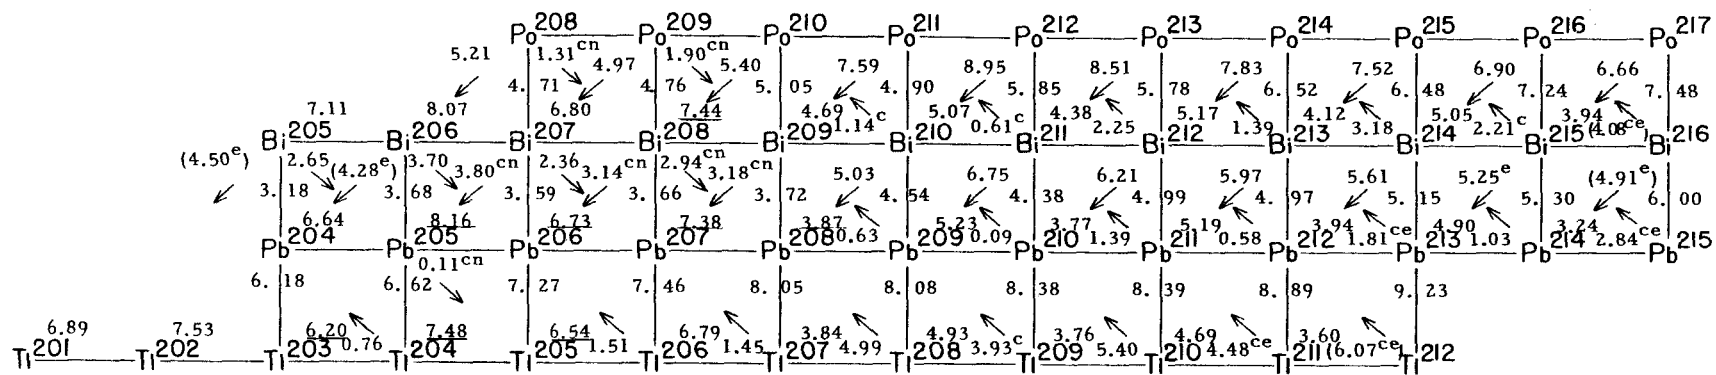 Po208 Po209 Po210 Po211 Po212 Po213 Po214 Po215 Po216 Po217
5.21 1.31cn 4.97 1.90cn 5.40 7.59 8.95 8.51 7.83 7.52 6.90 6.66
4.71 4.76 5.05 4.90 5.85 5.78 6.52 6.48 7.24 7.48
7.11 8.07 6.80 7.44 4.69 1.14c 5.07 0.61c 4.38 2.25 5.17 1.39 4.12 3.18 5.05 2.21c 3.94 (4.08ce)
Bi205 Bi206 Bi207 Bi208 Bi209 Bi210 Bi211 Bi212 Bi213 Bi214 Bi215 Bi216
(4.50e) 2.65 (4.28e) 3.70 3.80cn 2.36 3.14cn 2.94cn 3.18cn 5.03 6.75 6.21 5.97 5.61 5.25e (4.91e)
3.18 3.68 3.59 3.66 3.72 4.54 4.38 4.99 4.97 5.15 5.30 6.00
6.64 8.16 6.73 7.38 3.87 0.63 5.23 0.09 3.77 1.39 5.19 0.58 3.94 1.81ce 4.90 1.03 3.24 2.84ce
Pb204 Pb205 Pb206 Pb207 Pb208 Pb209 Pb210 Pb211 Pb212 Pb213 Pb214 Pb215
0.11cn
6.18 6.62 7.27 7.46 8.05 8.08 8.38 8.39 8.89 9.23
6.89 7.53 6.20 0.76 7.48 6.54 1.51 6.79 1.45 3.84 4.99 4.93 3.93c 3.76 5.40 4.69 4.48ce 3.60 (6.07ce)
Tl201 Tl202 Tl203 Tl204 Tl205 Tl206 Tl207 Tl208 Tl209 Tl210 Tl211 Tl212